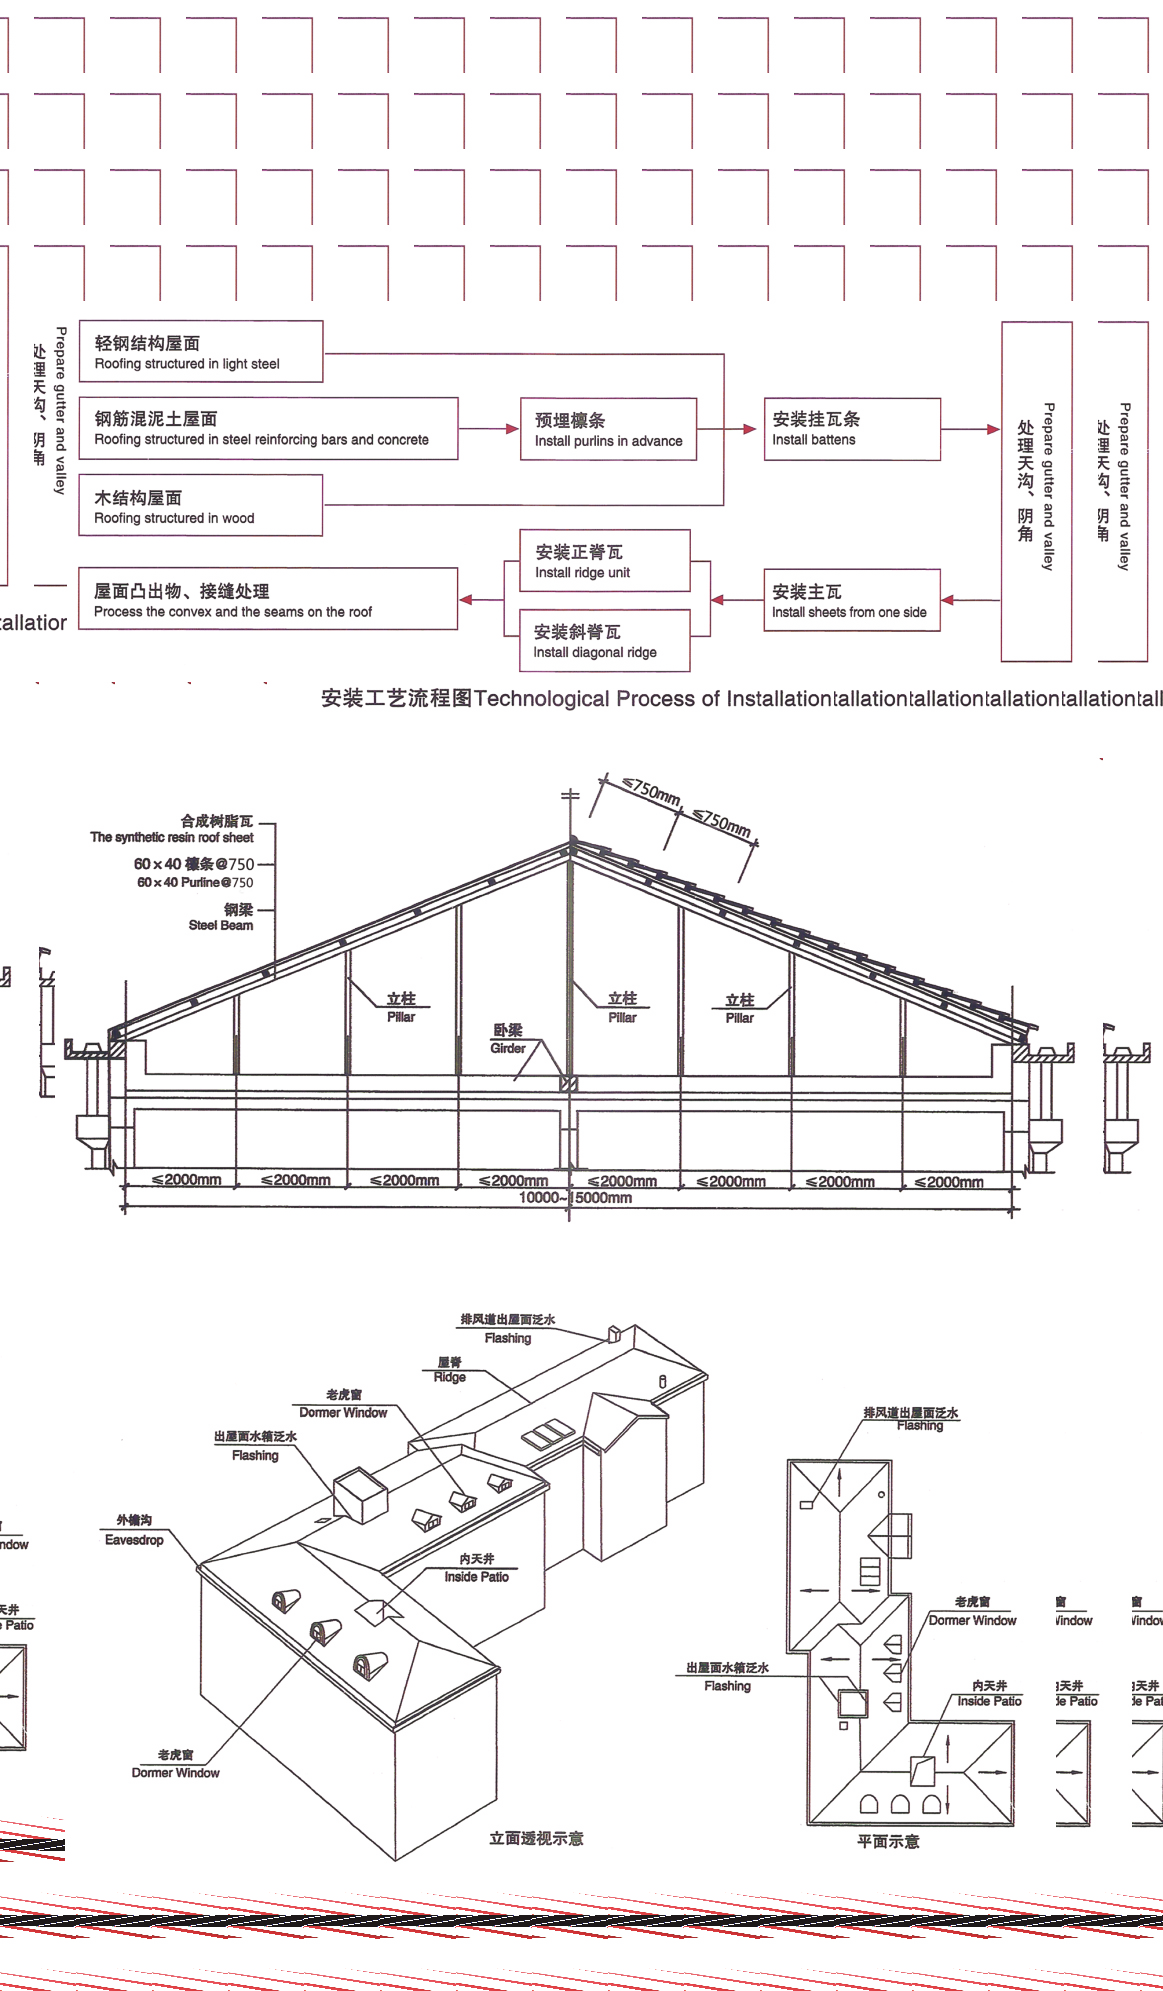 轻钢结构屋面
Roofing structured in light steel
钢筋混泥土屋面
Roofing structured in steel reinforcing bars and concrete
预埋檩条
Install purlins in advance
安装挂瓦条
Install battens
木结构屋面
Roofing structured in wood
处理天沟、阴角
Prepare gutter and valley
处理天沟、阴角
Prepare gutter and valley
处理天沟、阴角
Prepare gutter and valley
安装正脊瓦
Install ridge unit
屋面凸出物、接缝处理
Process the convex and the seams on the roof
安装主瓦
Install sheets from one side
安装斜脊瓦
Install diagonal ridge
tallation
安装工艺流程图Technological Process of Installationtallationtallationtallationtallationtall
≤750mm
≤750mm
合成树脂瓦
The synthetic resin roof sheet
60×40 檩条@750
60×40 Purline@750
钢梁
Steel Beam
立柱
Pillar
立柱
Pillar
立柱
Pillar
卧梁
Girder
≤2000mm
≤2000mm
≤2000mm
≤2000mm
≤2000mm
≤2000mm
≤2000mm
≤2000mm
10000~15000mm
排风道出屋面泛水
Flashing
屋脊
Ridge
老虎窗
Dormer Window
出屋面水箱泛水
Flashing
外檐沟
Eavesdrop
内天井
Inside Patio
老虎窗
Dormer Window
立面透视示意
排风道出屋面泛水
Flashing
老虎窗
Dormer Window
出屋面水箱泛水
Flashing
内天井
Inside Patio
平面示意
窗
ndow
天井
e Patio
窗
Window
窗
Windo
天井
de Patio
天井
de Pat